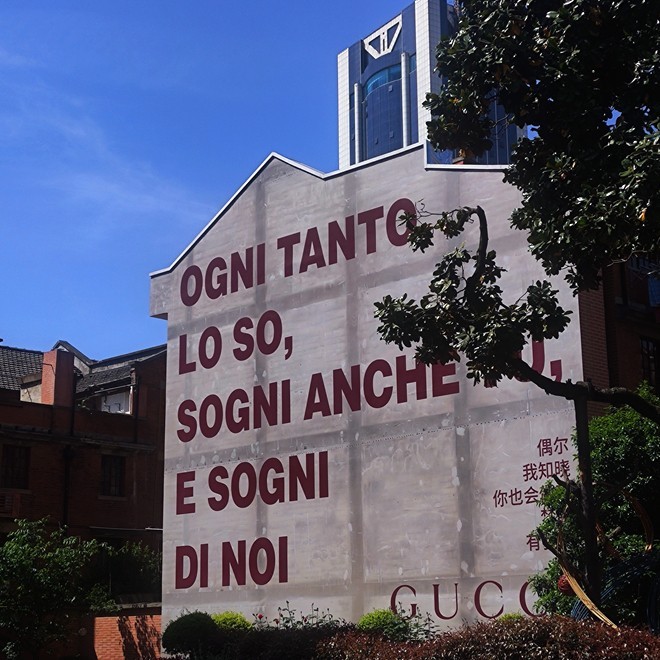 OGNI TANTO
LO SO,
SOGNI ANCHE
E SOGNI
DI NOI
偶尔
我知晓
你也会
有
GUCC